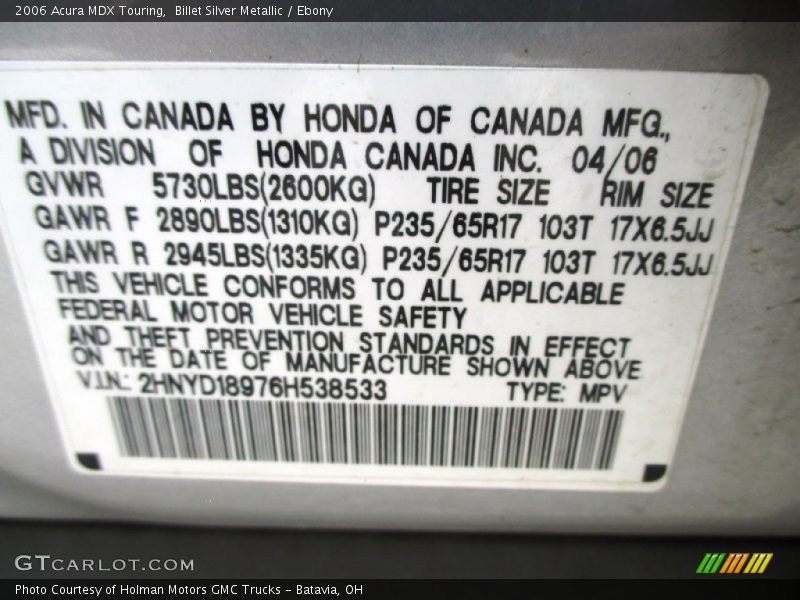 2006 Acura MDX Touring,  Billet Silver Metallic / Ebony
MFD. IN CANADA BY HONDA OF CANADA MFG.,
A DIVISION OF HONDA CANADA INC. 04/06
GVWR 5730LBS(2600KG) TIRE SIZE RIM SIZE
GAWR F 2890LBS(1310KG) P235/65R17 103T 17X6.5JJ
GAWR R 2945LBS(1335KG) P235/65R17 103T 17X6.5JJ
THIS VEHICLE CONFORMS TO ALL APPLICABLE
FEDERAL MOTOR VEHICLE SAFETY
AND THEFT PREVENTION STANDARDS IN EFFECT
ON THE DATE OF MANUFACTURE SHOWN ABOVE
V.I.N.: 2HNYD18976H538533 TYPE: MPV
GTCARLOT.COM
Photo Courtesy of Holman Motors GMC Trucks - Batavia, OH